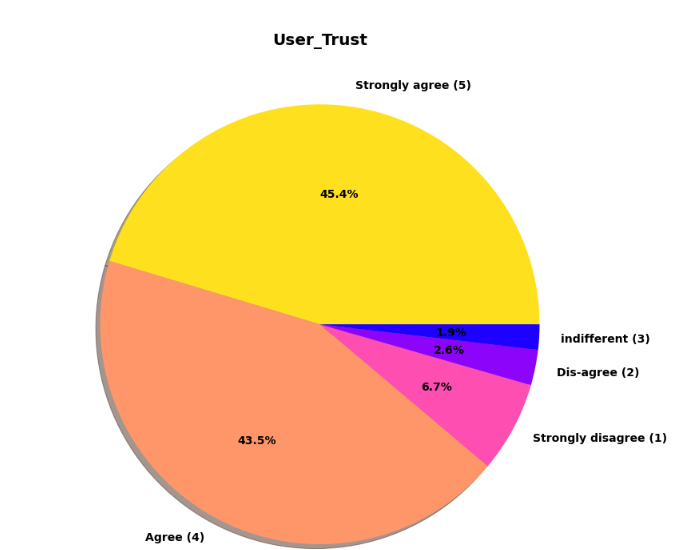 User_Trust
Strongly agree (5)
45.4%
1.9%
indifferent (3)
2.6%
Dis-agree (2)
6.7%
Strongly disagree (1)
43.5%
Agree (4)